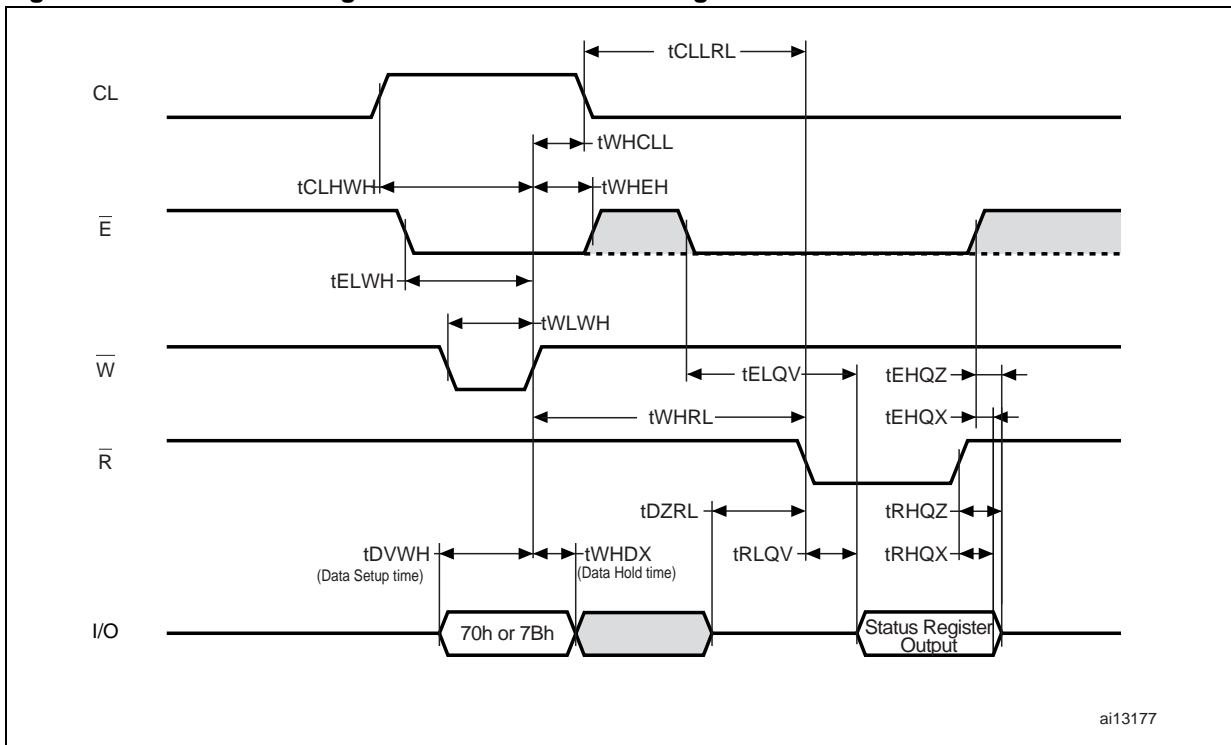 tCLLRL
CL
tWHCLL
tCLHWH
tWHEH
E
tELWH
tWLWH
W
tELQV
tEHQZ
tWHRL
tEHQX
R
tDZRL
tRHQZ
tDVWH
(Data Setup time)
tWHDX
(Data Hold time)
tRLQV
tRHQX
I/O
70h or 7Bh
Status Register
Output
ai13177